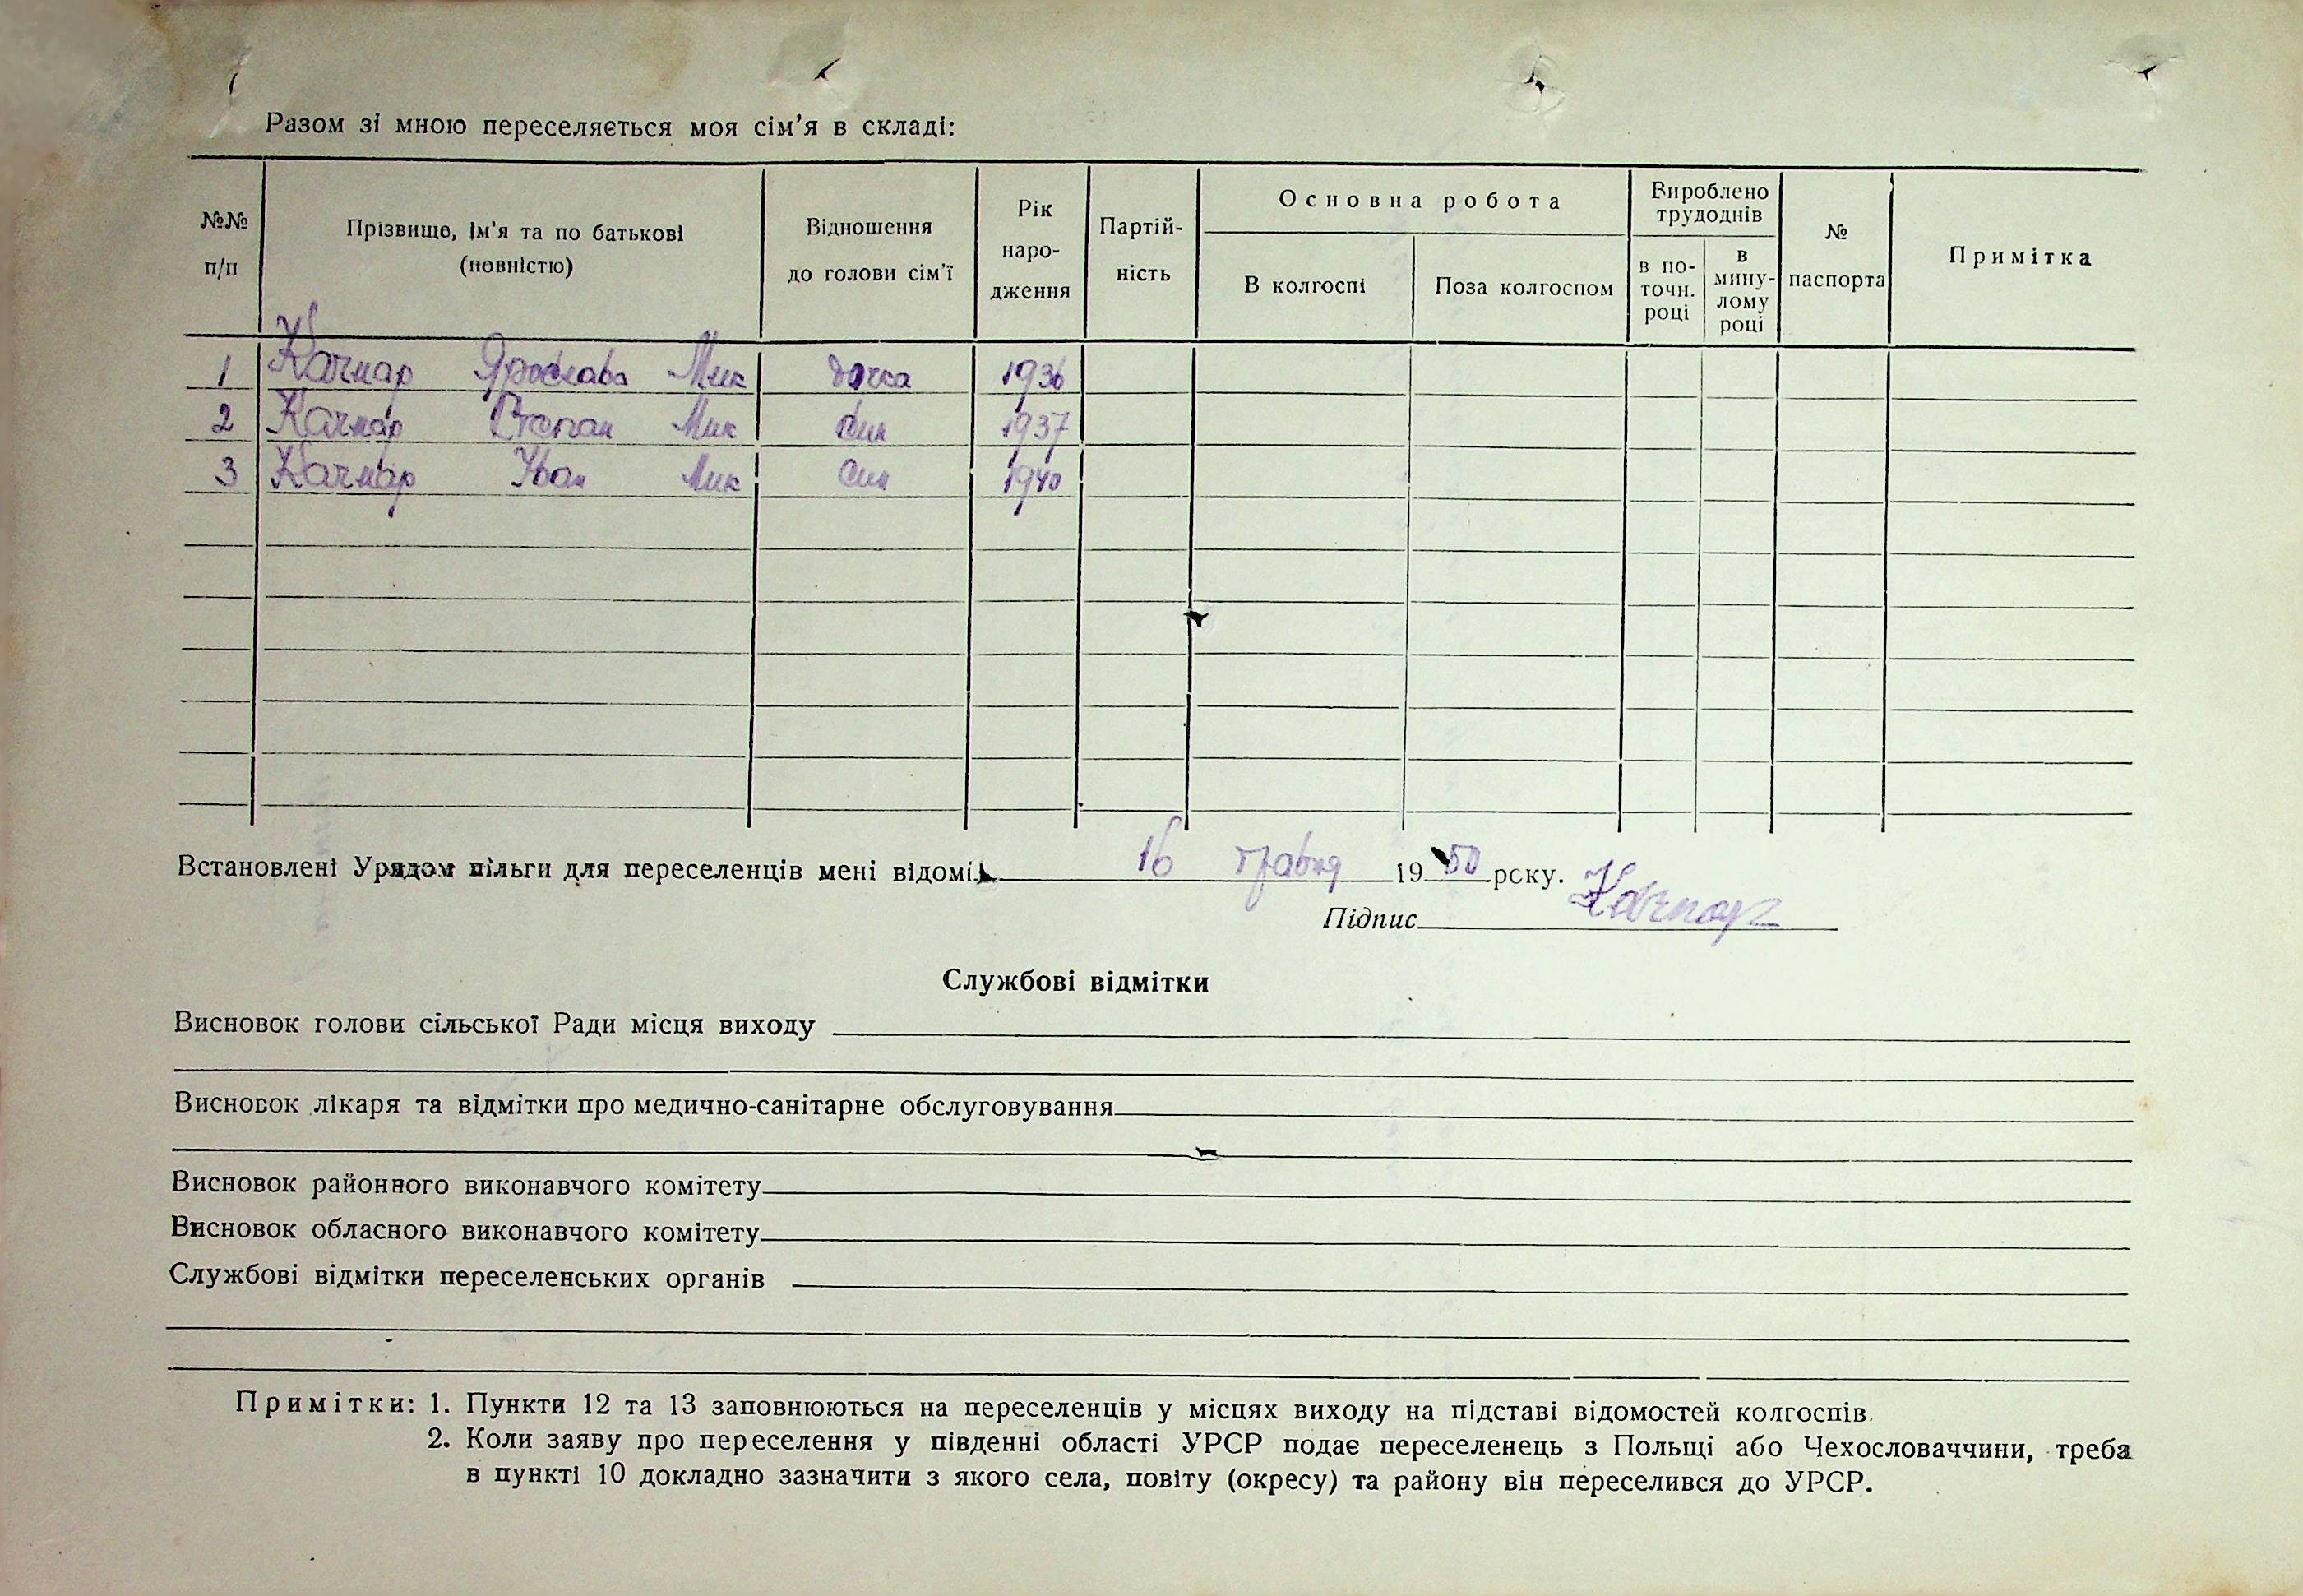 Разом зі мною переселяється моя сім'я в складі:
№№ п/п
Прізвище, ім'я та по батькові (повністю)
Відношення до голови сім'ї
Рік народження
Партійність
Основна робота
В колгоспі
Поза колгоспом
Вироблено трудоднів
в поточн. році
в минулому році
№ паспорта
Примітка
1 Качмар Ярослава Мик дочка 1936
2 Качмар Степан Мик син 1937
3 Качмар Іван Мик син 1940
Встановлені Урядом пільги для переселенців мені відомі. 16 травня 1950 року.
Підпис Качмар
Службові відмітки
Висновок голови сільської Ради місця виходу
Висновок лікаря та відмітки про медично-санітарне обслуговування
Висновок районного виконавчого комітету
Висновок обласного виконавчого комітету
Службові відмітки переселенських органів
Примітки: 1. Пункти 12 та 13 заповнюються на переселенців у місцях виходу на підставі відомостей колгоспів.
2. Коли заяву про переселення у південні області УРСР подає переселенець з Польщі або Чехословаччини, треба
в пункті 10 докладно зазначити з якого села, повіту (окресу) та району він переселився до УРСР.